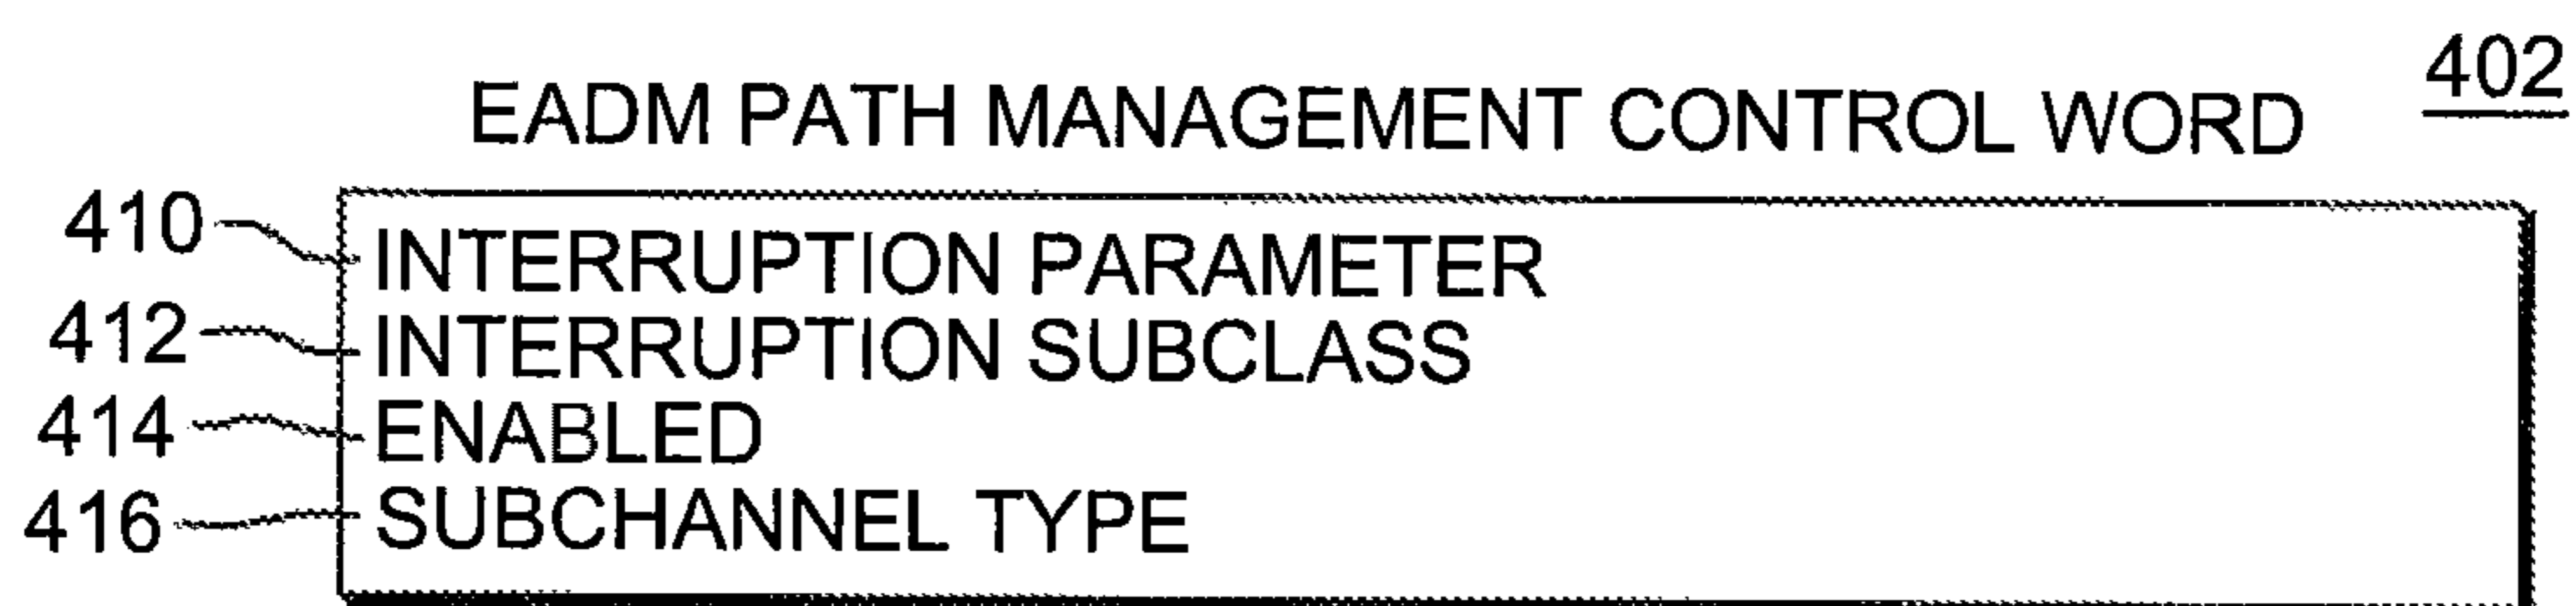 402
EADM PATH MANAGEMENT CONTROL WORD
410 INTERRUPTION PARAMETER
412 INTERRUPTION SUBCLASS
414 ENABLED
416 SUBCHANNEL TYPE